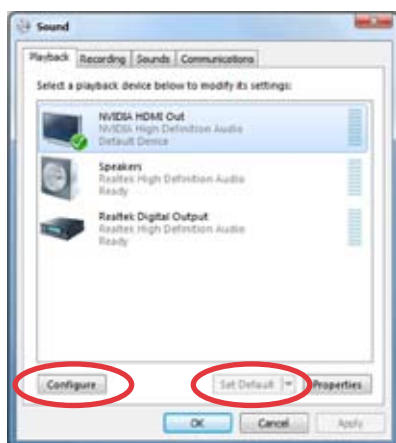 Sound
Playback Recording Sounds Communications
Select a playback device below to modify its settings:
NVIDIA HDMI Out
NVIDIA High Definition Audio
Default Device
Speakers
Realtek High Definition Audio
Ready
Realtek Digital Output
Realtek High Definition Audio
Ready
Configure Set Default Properties
OK Cancel Apply